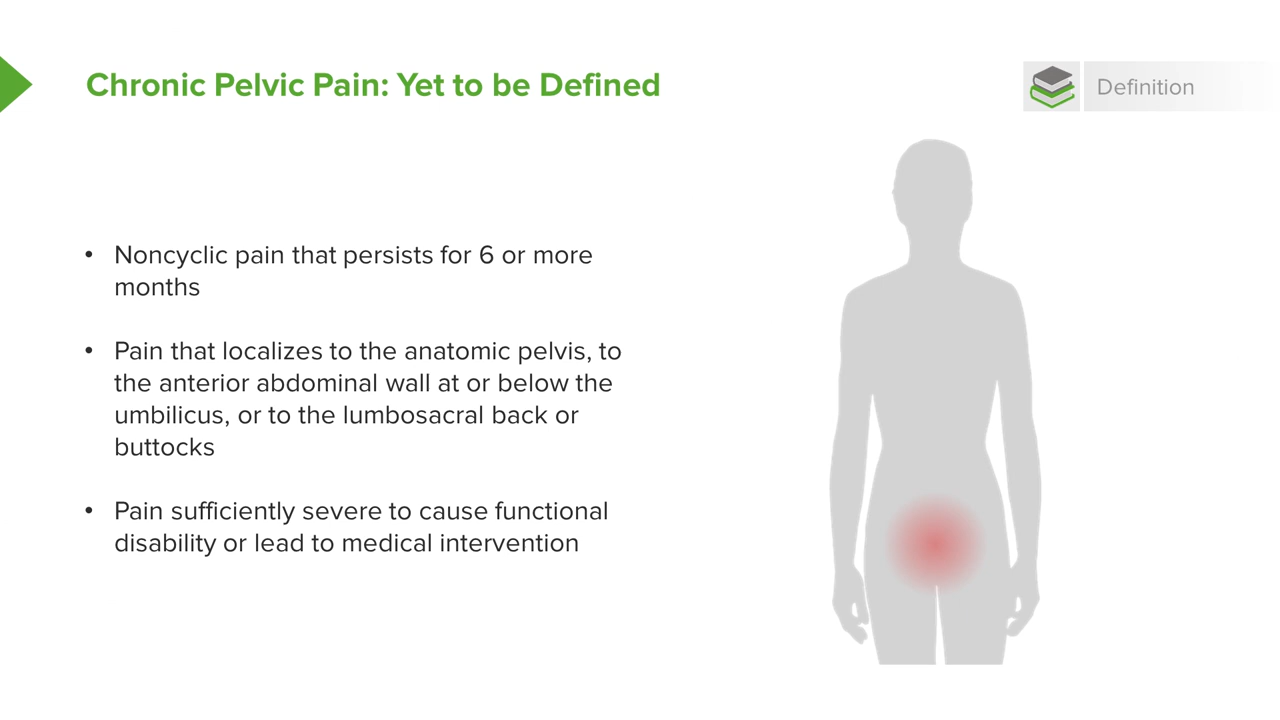 Chronic Pelvic Pain: Yet to be Defined
Definition
• Noncyclic pain that persists for 6 or more
months
• Pain that localizes to the anatomic pelvis, to
the anterior abdominal wall at or below the
umbilicus, or to the lumbosacral back or
buttocks
• Pain sufficiently severe to cause functional
disability or lead to medical intervention